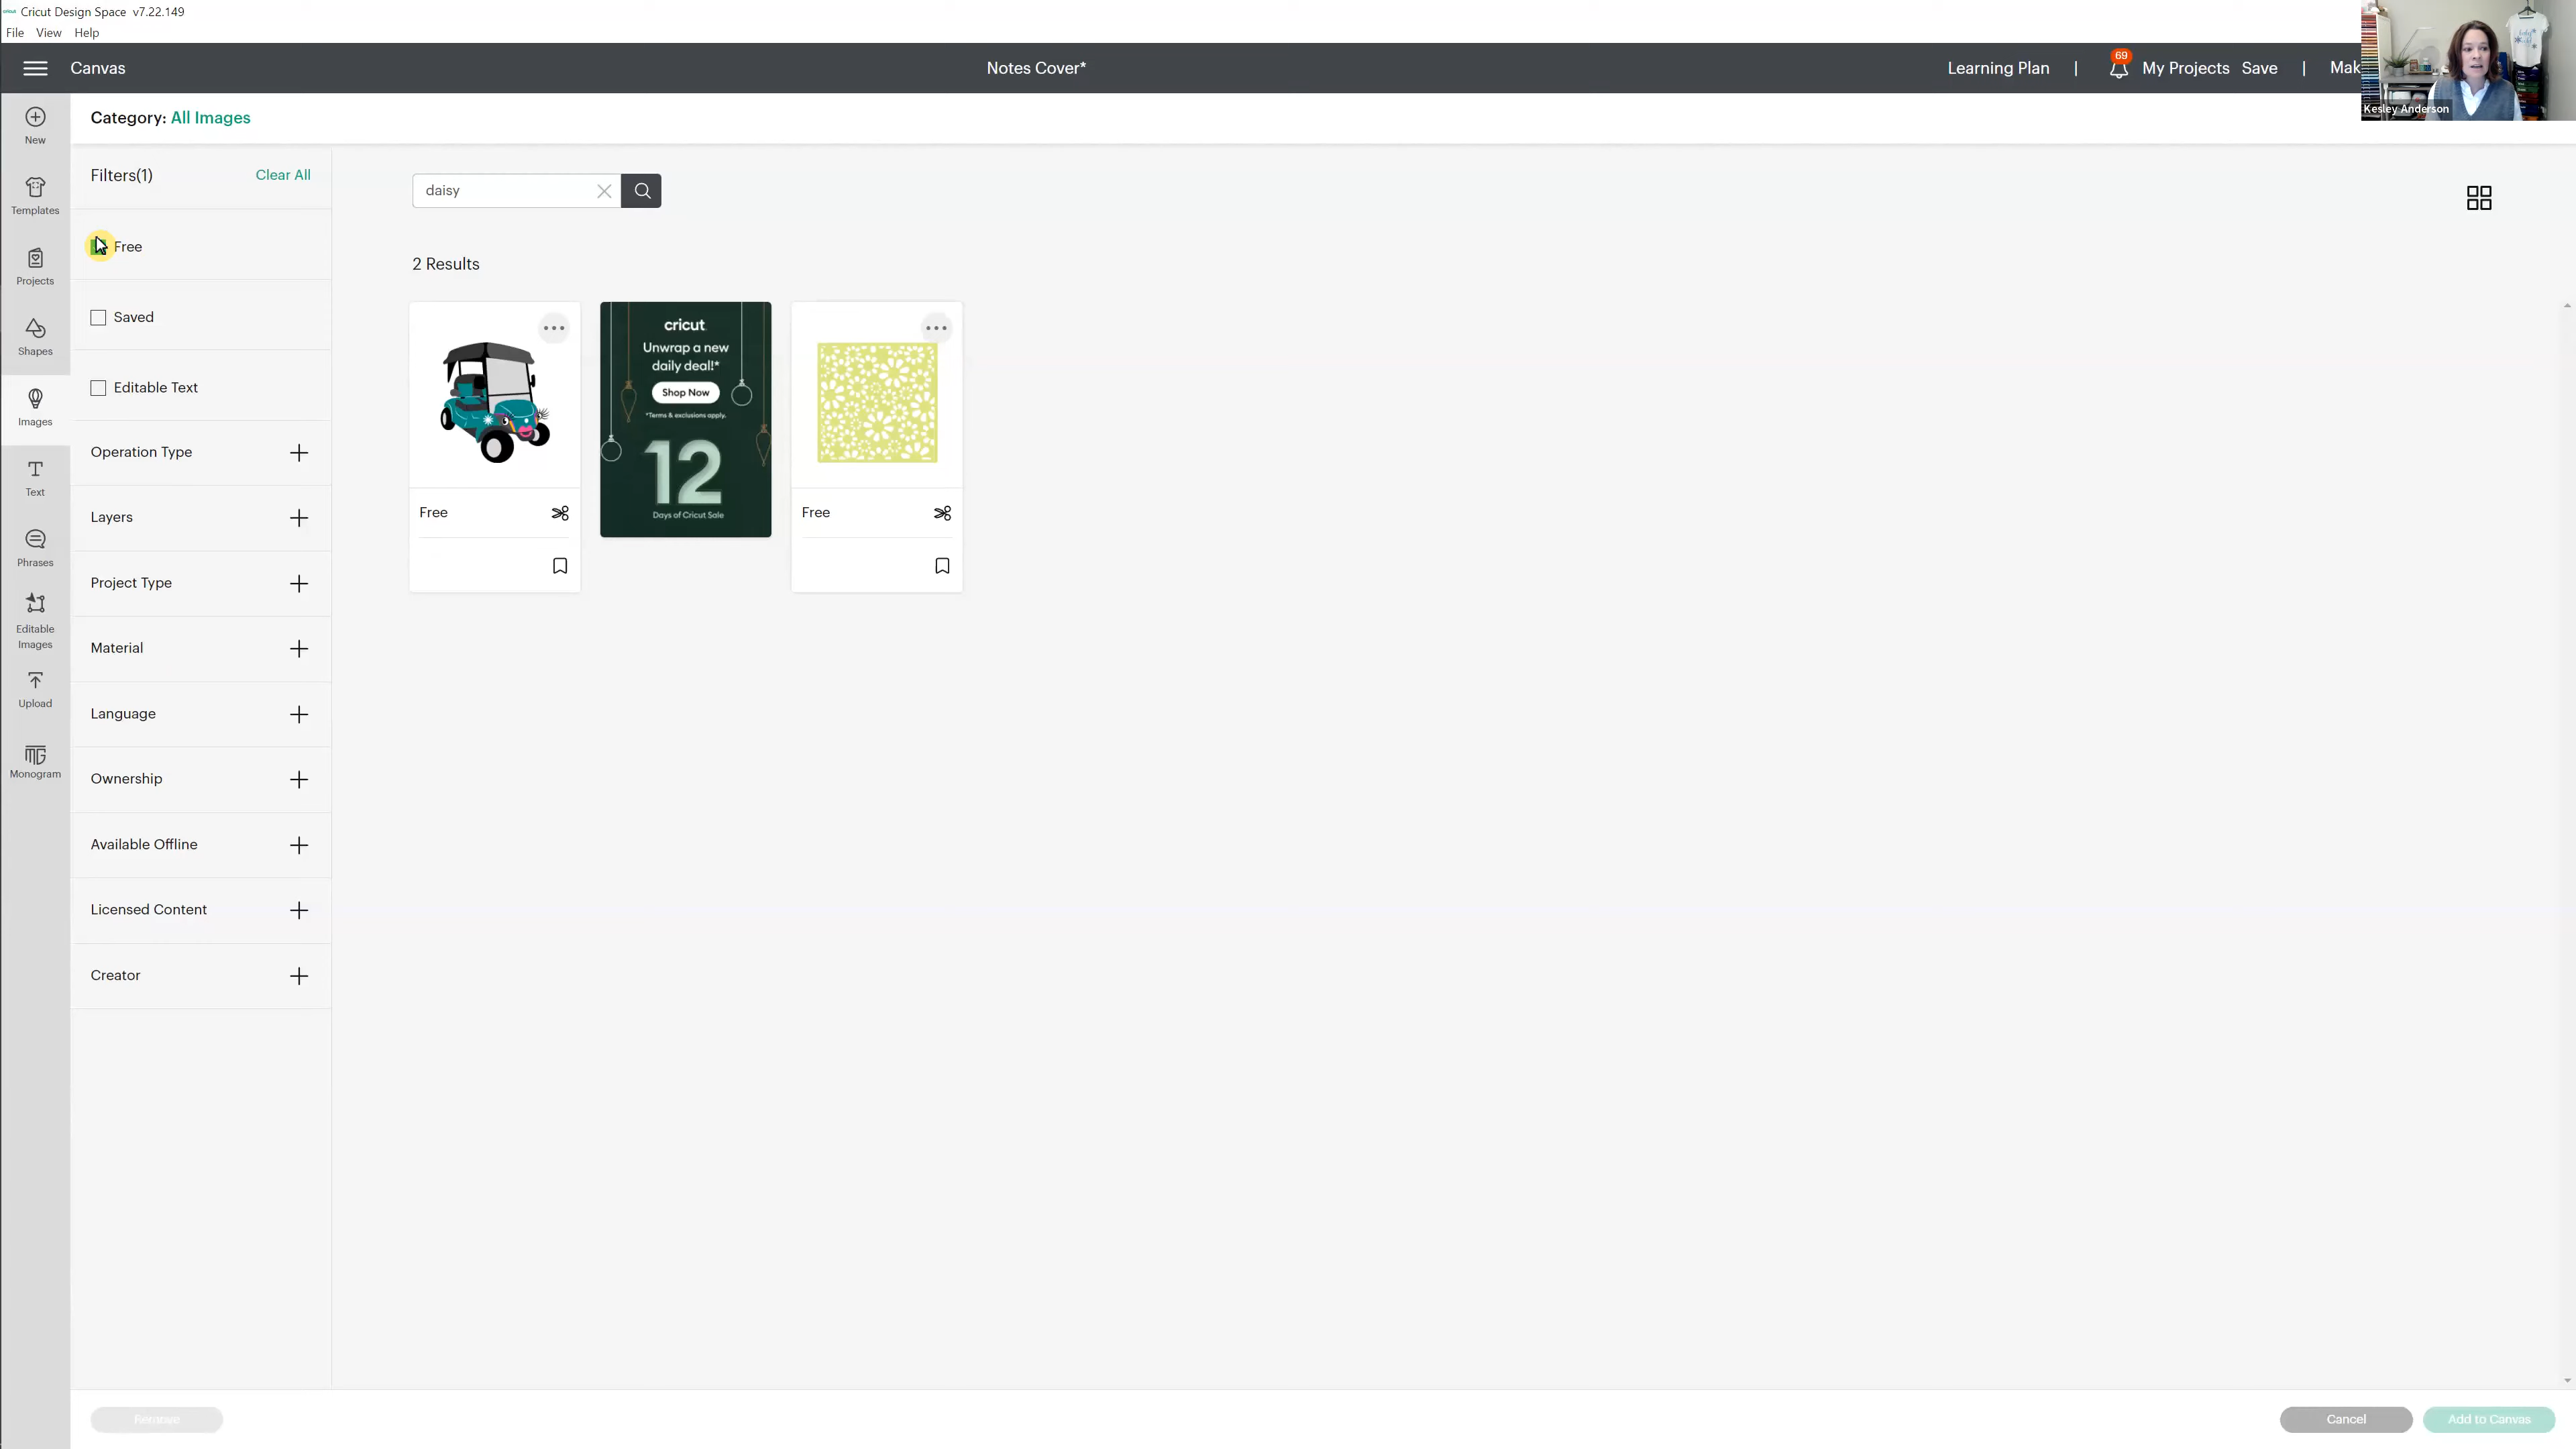 Cricut Design Space v7.22.149
File View Help
Canvas
Notes Cover*
Learning Plan | 69 My Projects Save | Mak
Kesley Anderson
Category: All Images
New
Templates
Projects
Shapes
Images
Text
Phrases
Editable
Images
Upload
Monogram
Filters(1) Clear All
Free
Saved
Editable Text
Operation Type
Layers
Project Type
Material
Language
Ownership
Available Offline
Licensed Content
Creator
daisy
2 Results
Free
cricut
Unwrap a new
daily deal!*
Shop Now
*Terms & exclusions apply.
12
Days of Cricut Sale
Free
Remove
Cancel
Add to Canvas